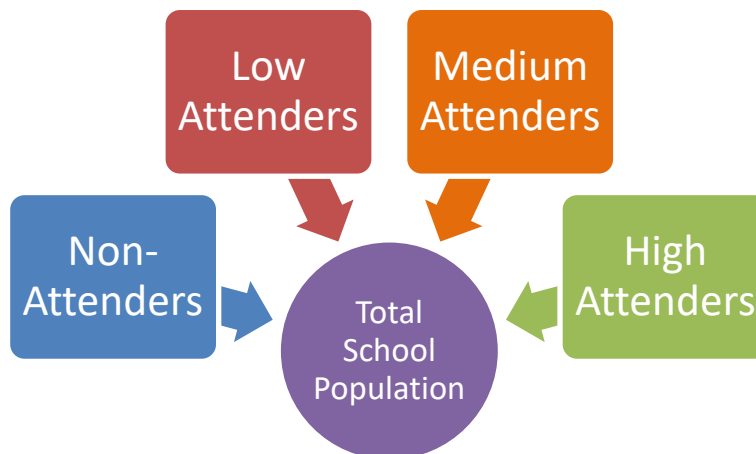 Low
Attenders
Medium
Attenders
Non-
Attenders
High
Attenders
Total
School
Population